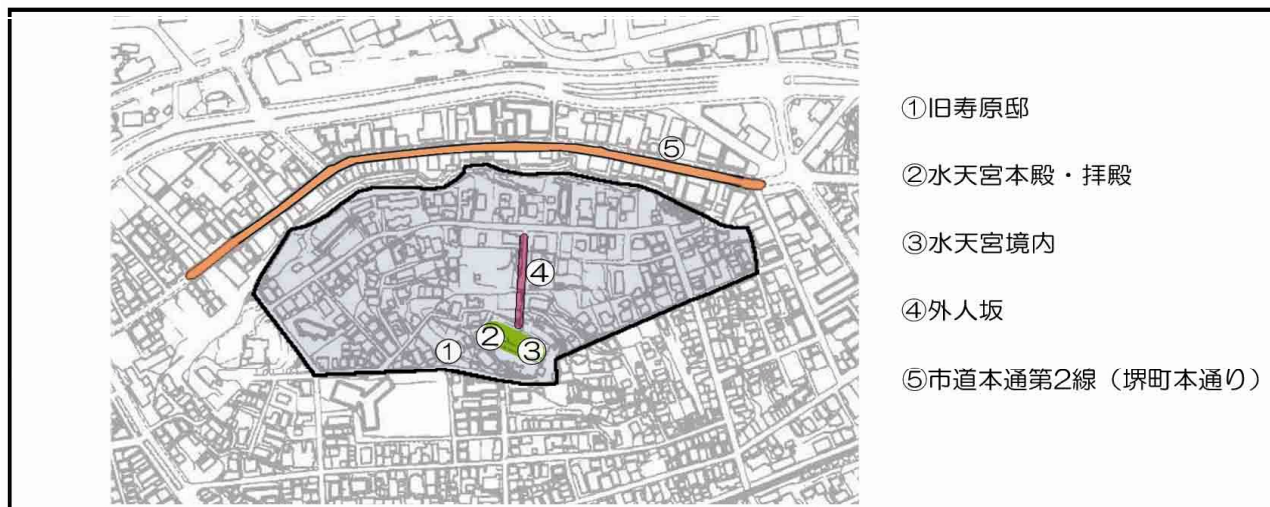 ①旧寿原邸
②水天宮本殿・拝殿
③水天宮境内
④外人坂
⑤市道本通第2線（堺町本通り）
⑤
④
②
③
①